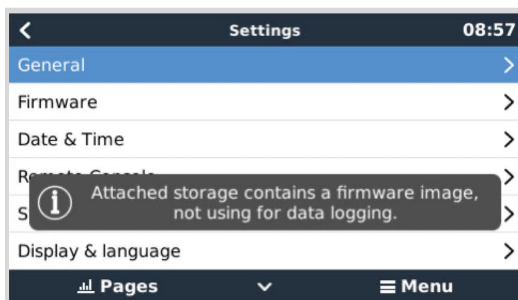 Settings
08:57
General
Firmware
Date & Time
Attached storage contains a firmware image,
not using for data logging.
Display & language
Pages
Menu